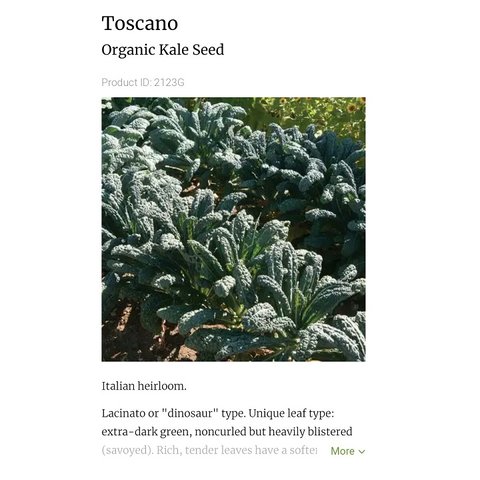 Toscano
Organic Kale Seed
Product ID: 2123G
Italian heirloom.
Lacinato or "dinosaur" type. Unique leaf type:
extra-dark green, noncurled but heavily blistered
(savoyed). Rich, tender leaves have a softer More